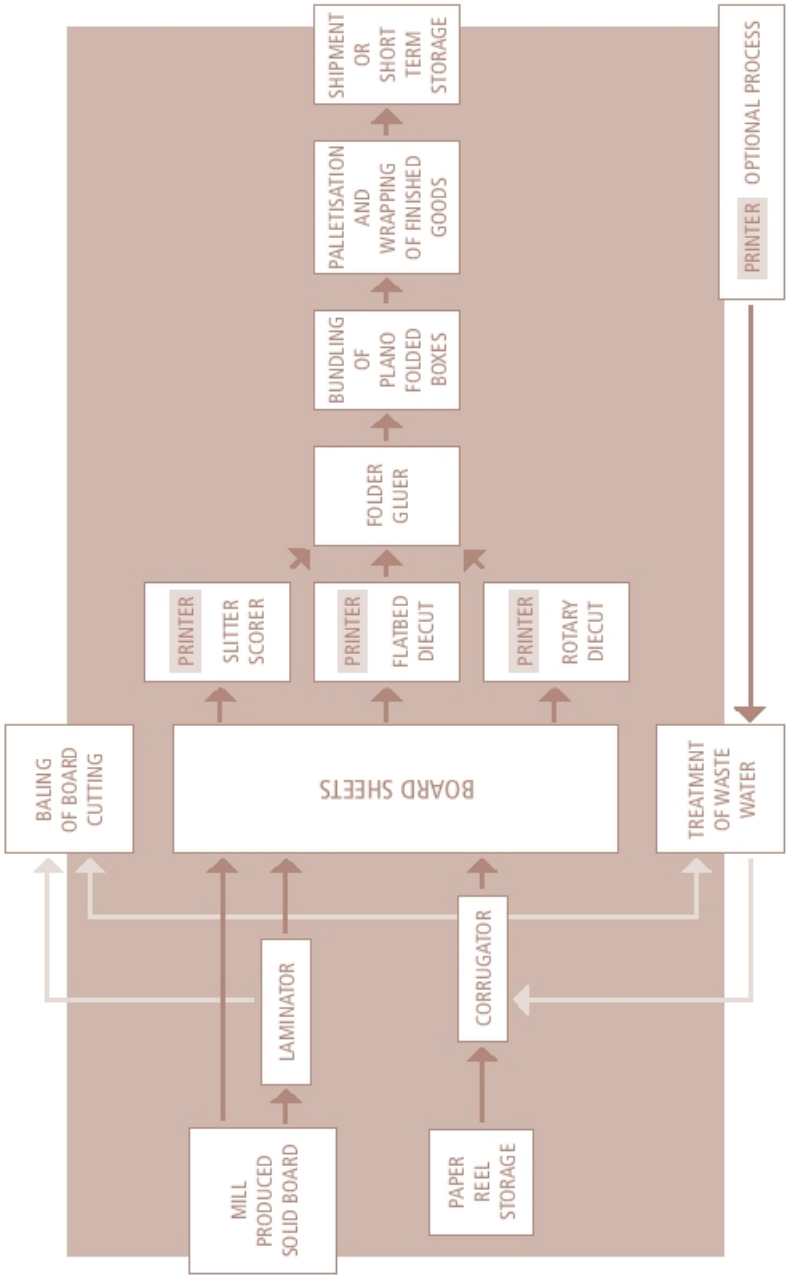 MILL
PRODUCED
SOLID BOARD
PAPER
REEL
STORAGE
LAMINATOR
CORRUGATOR
BALING
OF BOARD
CUTTING
BOARD SHEETS
TREATMENT
OF WASTE
WATER
PRINTER
SLITTER
SCORER
PRINTER
FLATBED
DIECUT
PRINTER
ROTARY
DIECUT
FOLDER
GLUER
BUNDLING
OF
PLANO
FOLDED
BOXES
PALLETISATION
AND
WRAPPING
OF FINISHED
GOODS
SHIPMENT
OR
SHORT
TERM
STORAGE
PRINTER OPTIONAL PROCESS